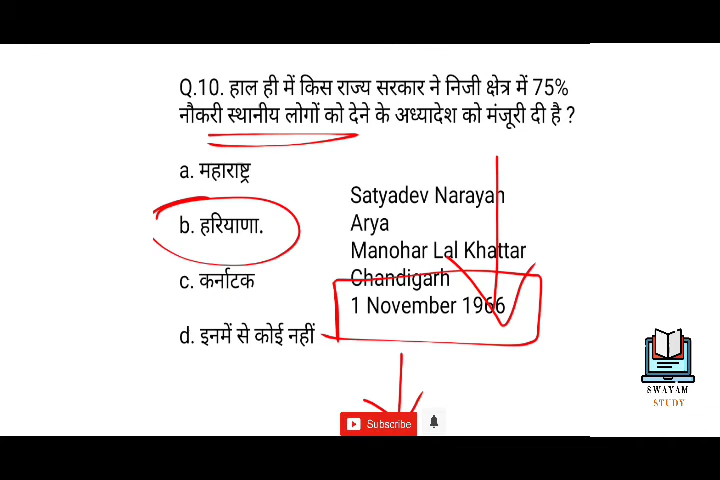 Q.10. हाल ही में किस राज्य सरकार ने निजी क्षेत्र में 75%
नौकरी स्थानीय लोगों को देने के अध्यादेश को मंजूरी दी है ?
a. महाराष्ट्र
b. हरियाणा.
c. कर्नाटक
d. इनमें से कोई नहीं
Satyadev Narayan
Arya
Manohar Lal Khattar
Chandigarh
1 November 1966
SWAYAM
STUDY
Subscribe